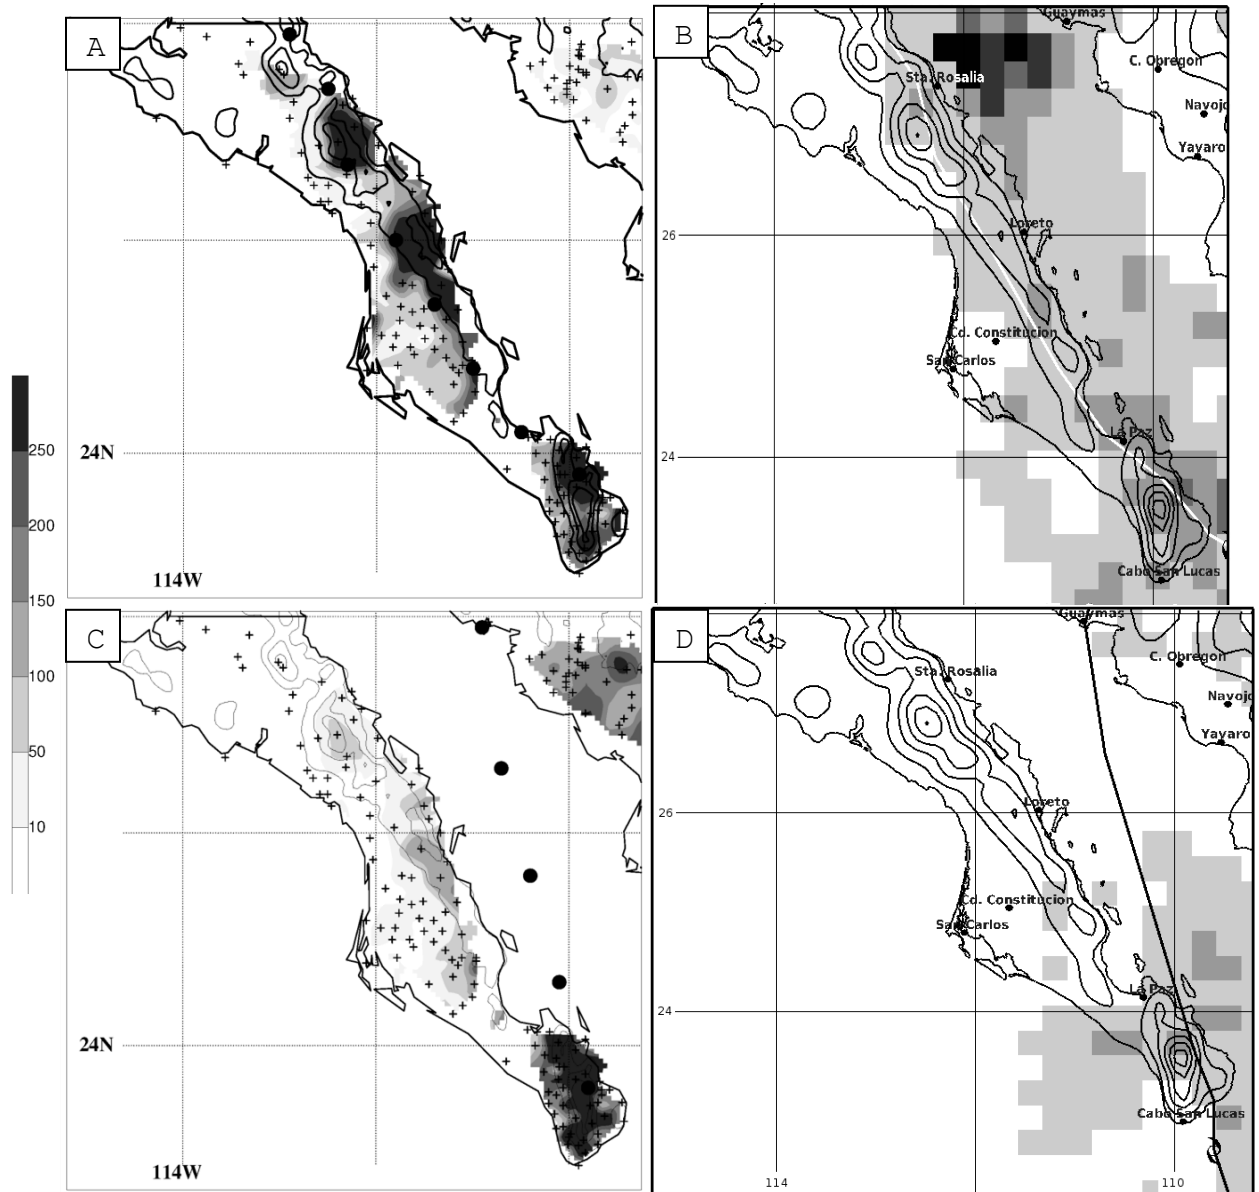 A
24N
114W
250
200
150
100
50
10
B
Guaymas
C. Obregon
Sta. Rosalia
Navojo
Yavaro
Loreto
26
Cd. Constitucion
San Carlos
La Paz
24
Cabo San Lucas
C
24N
114W
D
Guaymas
C. Obregon
Sta. Rosalia
Navojo
Yavaro
Loreto
26
Cd. Constitucion
San Carlos
La Paz
24
Cabo San Lucas
114
110